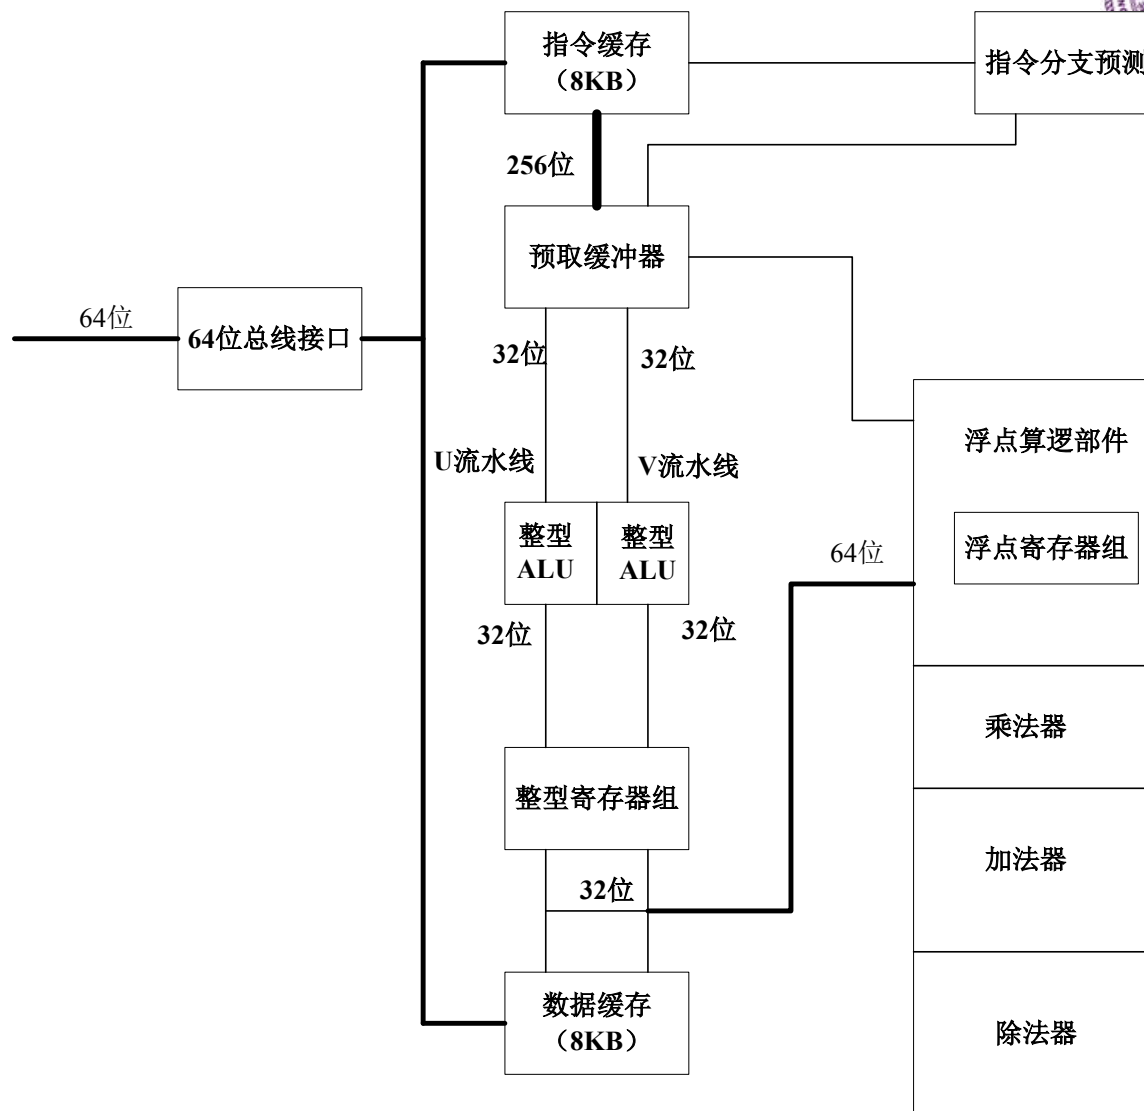 指令缓存
（8KB）
指令分支预测
256位
预取缓冲器
64位
64位总线接口
32位
32位
U流水线
V流水线
浮点算逻部件
整型
ALU
整型
ALU
64位
浮点寄存器组
32位
32位
乘法器
整型寄存器组
加法器
32位
数据缓存
（8KB）
除法器